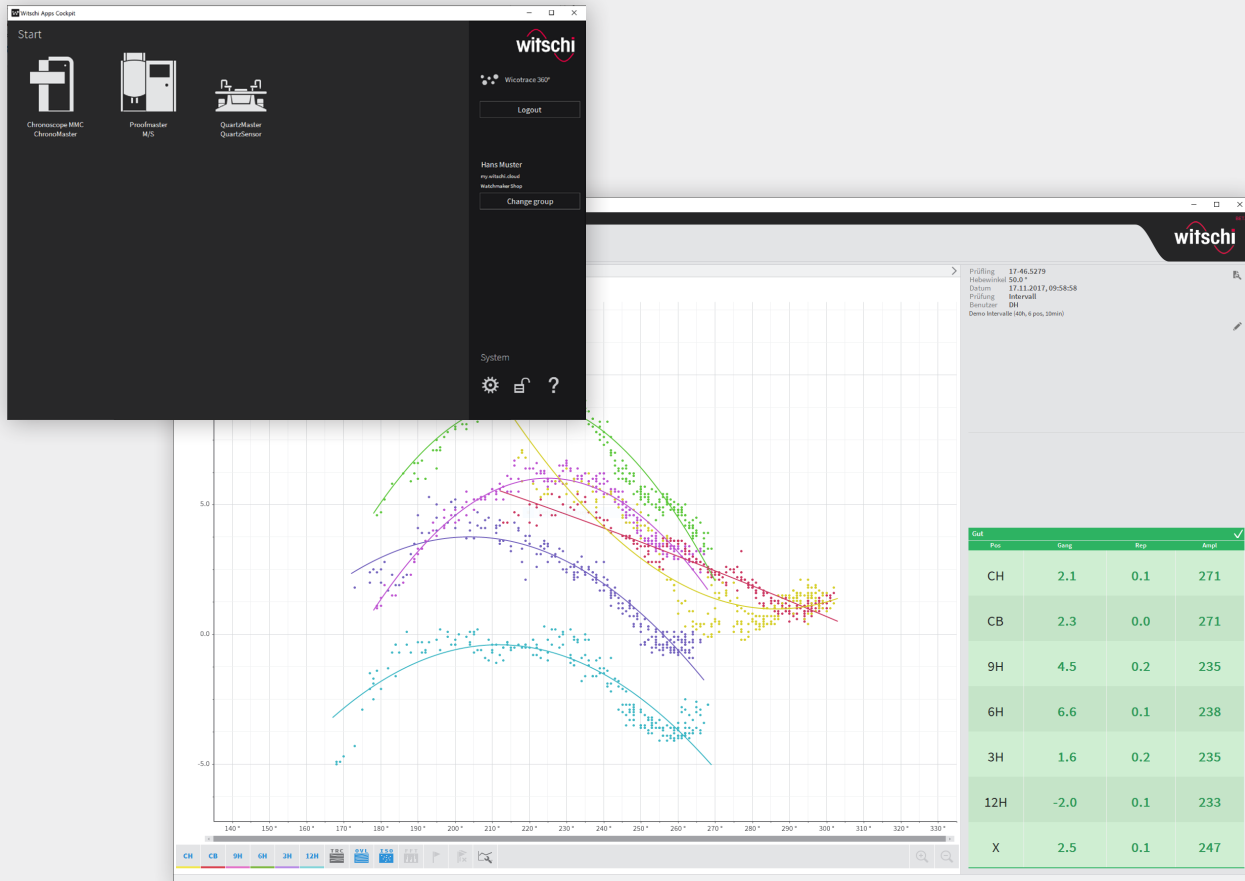 Witschi Apps Cockpit
Start
witschi
Wicotrace 360°
Logout
Chronoscope MMC
ChronoMaster
Proofmaster
M/S
QuartzMaster
QuartzSensor
Hans Muster
my.witschi.cloud
Watchmaker Shop
Change group
System
?
witschi
Prüfling 17-46.5279
Hebewinkel 50.0 °
Datum 17.11.2017, 09:58:58
Prüfung Intervall
Benutzer DH
Demo Intervalle (40h, 6 pos, 10min)
5.0
0.0
-5.0
140° 150° 160° 170° 180° 190° 200° 210° 220° 230° 240° 250° 260° 270° 280° 290° 300° 310° 320° 330°
CH CB 9H 6H 3H 12H TRC OVL ISO
Gut
Pos Gang Rep Ampl
CH 2.1 0.1 271
CB 2.3 0.0 271
9H 4.5 0.2 235
6H 6.6 0.1 238
3H 1.6 0.2 235
12H -2.0 0.1 233
X 2.5 0.1 247